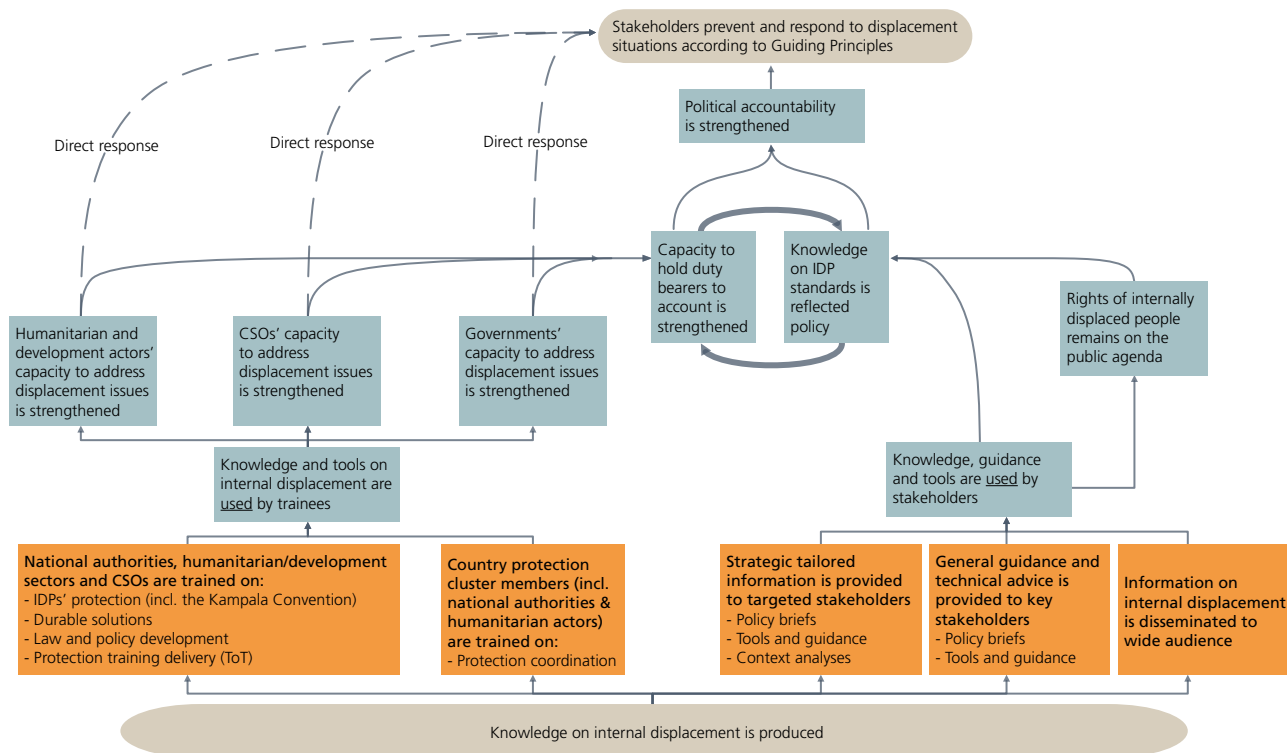 Stakeholders prevent and respond to displacement
situations according to Guiding Principles
Political accountability
is strengthened
Direct response
Direct response
Direct response
Capacity to
hold duty
bearers to
account is
strengthened
Knowledge
on IDP
standards is
reflected
policy
Rights of internally
displaced people
remains on the
public agenda
Humanitarian and
development actors'
capacity to address
displacement issues
is strengthened
CSOs' capacity
to address
displacement issues
is strengthened
Governments'
capacity to address
displacement issues
is strengthened
Knowledge and tools on
internal displacement are
used by trainees
Knowledge, guidance
and tools are used by
stakeholders
National authorities, humanitarian/development
sectors and CSOs are trained on:
- IDPs' protection (incl. the Kampala Convention)
- Durable solutions
- Law and policy development
- Protection training delivery (ToT)
Country protection
cluster members (incl.
national authorities &
humanitarian actors)
are trained on:
- Protection coordination
Strategic tailored
information is provided
to targeted stakeholders
- Policy briefs
- Tools and guidance
- Context analyses
General guidance and
technical advice is
provided to key
stakeholders
- Policy briefs
- Tools and guidance
Information on
internal displacement
is disseminated to
wide audience
Knowledge on internal displacement is produced